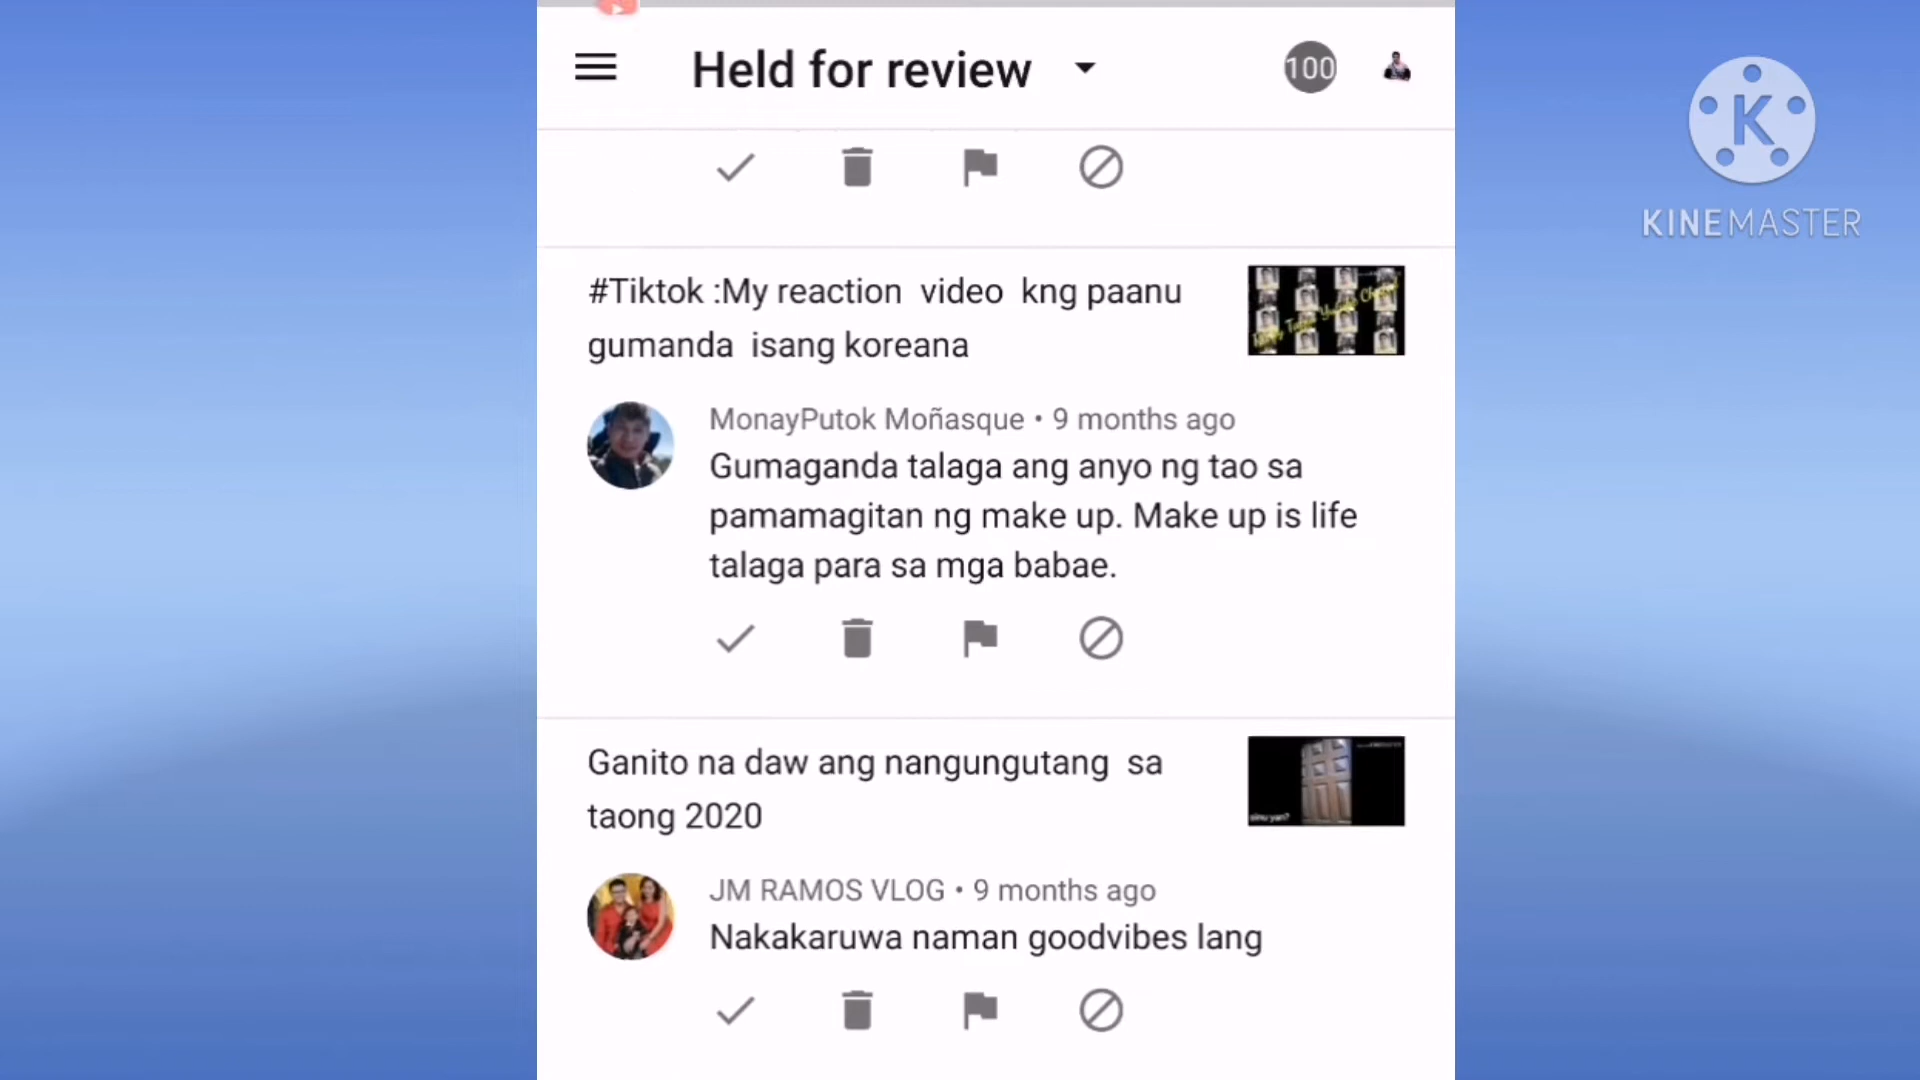 Held for review
100
KINEMASTER
#Tiktok :My reaction video kng paanu
gumanda isang koreana
MonayPutok Moñasque • 9 months ago
Gumaganda talaga ang anyo ng tao sa
pamamagitan ng make up. Make up is life
talaga para sa mga babae.
Ganito na daw ang nangungutang sa
taong 2020
sinu yan?
JM RAMOS VLOG • 9 months ago
Nakakaruwa naman goodvibes lang